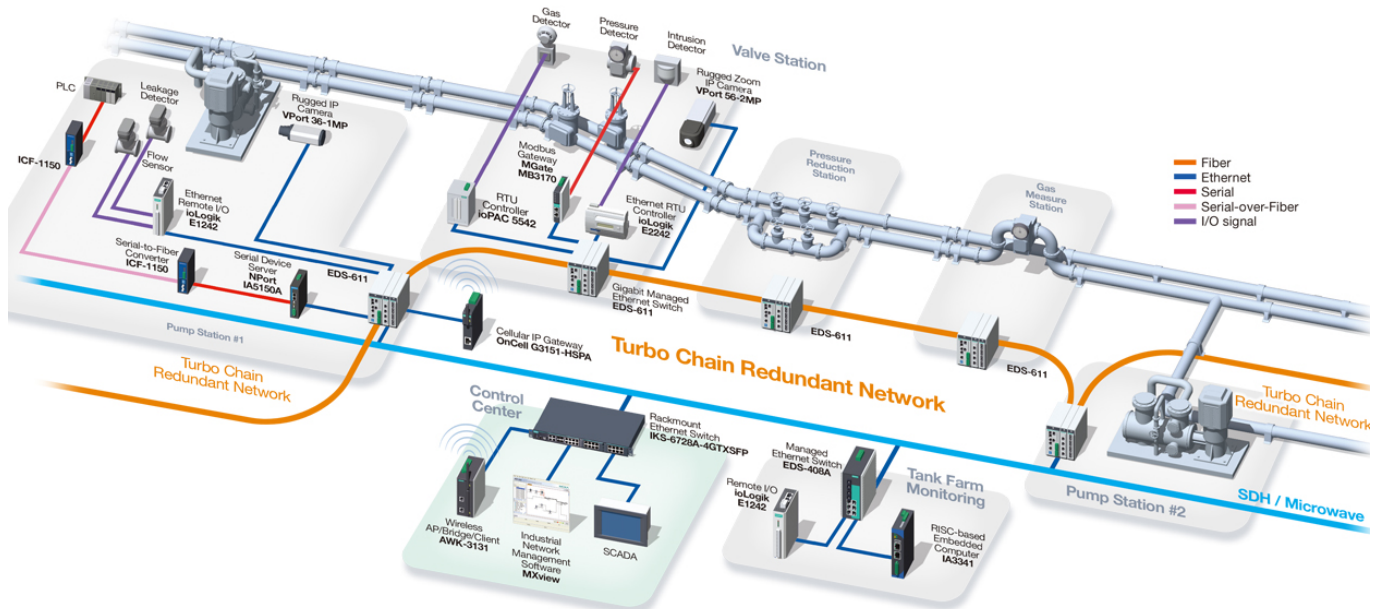 PLC
Leakage
Detector
Rugged IP
Camera
VPort 36-1MP
ICF-1150
Flow
Sensor
Ethernet
Remote I/O
ioLogik
E1242
Serial-to-Fiber
Converter
ICF-1150
Serial Device
Server
NPort
IA5150A
EDS-611
Pump Station #1
Turbo Chain
Redundant Network
Gas
Detector
Pressure
Detector
Intrusion
Detector
Valve Station
Rugged Zoom
IP Camera
VPort 56-2MP
Modbus
Gateway
MGate
MB3170
RTU
Controller
ioPAC 5542
Ethernet RTU
Controller
ioLogik
E2242
Gigabit Managed
Ethernet Switch
EDS-611
Cellular IP Gateway
OnCell G3151-HSPA
Pressure
Reduction
Station
EDS-611
Gas
Measure
Station
EDS-611
Fiber
Ethernet
Serial
Serial-over-Fiber
I/O signal
Turbo Chain Redundant Network
Turbo Chain
Redundant Network
Pump Station #2
SDH / Microwave
Control
Center
Rackmount
Ethernet Switch
IKS-6728A-4GTXSFP
Wireless
AP/Bridge/Client
AWK-3131
Industrial
Network
Management
Software
MXview
SCADA
Managed
Ethernet Switch
EDS-408A
Tank Farm
Monitoring
Remote I/O
ioLogik
E1242
RISC-based
Embedded
Computer
IA3341